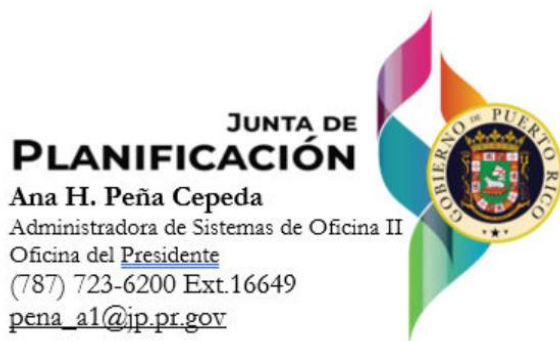 JUNTA DE
PLANIFICACIÓN
Ana H. Peña Cepeda
Administradora de Sistemas de Oficina II
Oficina del Presidente
(787) 723-6200 Ext.16649
pena_a1@jp.pr.gov
GOBIERNO DE PUERTO RICO